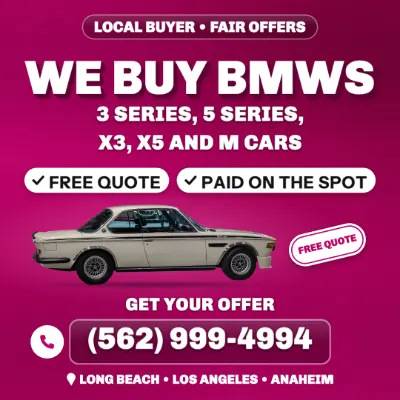 LOCAL BUYER • FAIR OFFERS
WE BUY BMWS
3 SERIES, 5 SERIES,
X3, X5 AND M CARS
FREE QUOTE
PAID ON THE SPOT
FREE QUOTE
GET YOUR OFFER
(562) 999-4994
LONG BEACH • LOS ANGELES • ANAHEIM